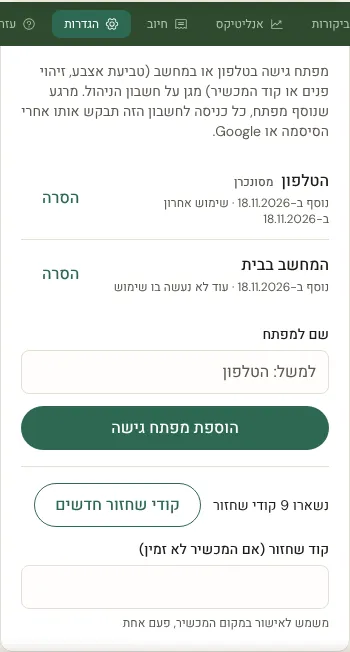 ביקורות אנליטיקס חיוב הגדרות עזר
מפתח גישה בטלפון או במחשב (טביעת אצבע, זיהוי
פנים או קוד המכשיר) מגן על חשבון הניהול. מרגע
שנוסף מפתח, כל כניסה לחשבון הזה תבקש אותו אחרי
הסיסמה או Google.
הטלפון מסונכרן
נוסף ב-18.11.2026 · שימוש אחרון
ב-18.11.2026
הסרה
המחשב בבית
נוסף ב-18.11.2026 · עוד לא נעשה בו שימוש
הסרה
שם למפתח
למשל: הטלפון
הוספת מפתח גישה
נשארו 9 קודי שחזור
קודי שחזור חדשים
קוד שחזור (אם המכשיר לא זמין)
משמש לאישור במקום המכשיר, פעם אחת